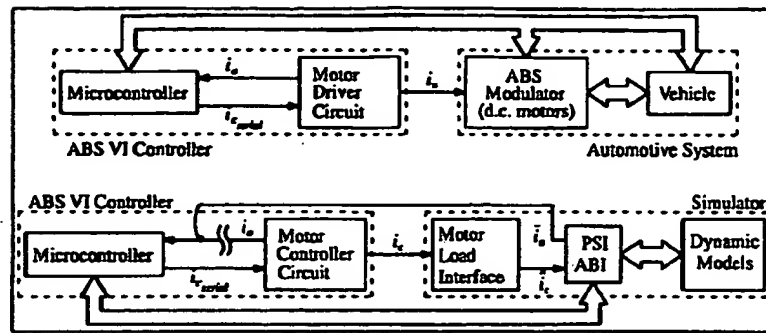 Microcontroller
Motor
Driver
Circuit
ABS
Modulator
(d.c. motors)
Vehicle
ABS VI Controller
Automotive System
ABS VI Controller
Simulator
Microcontroller
Motor
Controller
Circuit
Motor
Load
Interface
PSI
ABI
Dynamic
Models